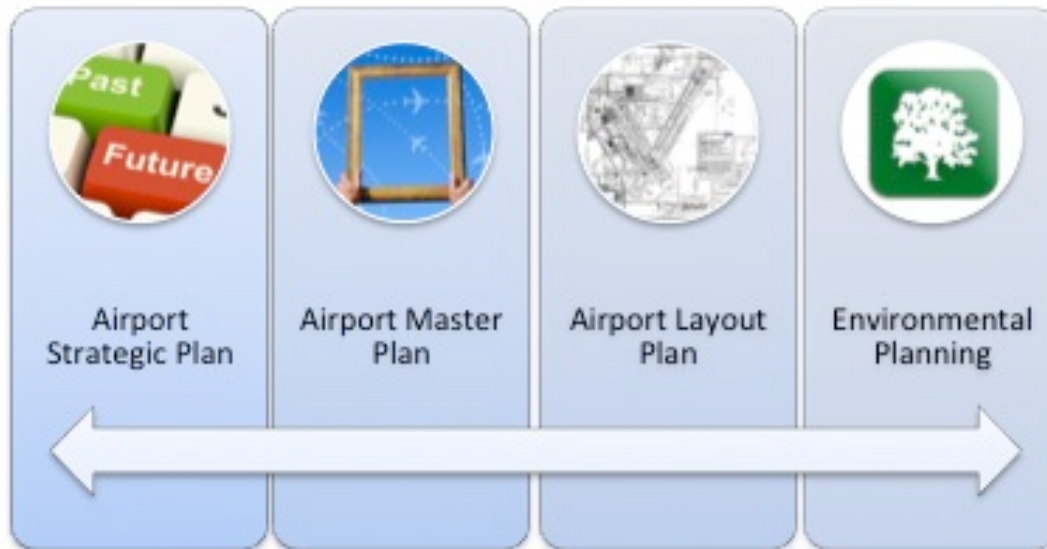 Past
Future
Airport
Strategic Plan
Airport Master
Plan
Airport Layout
Plan
Environmental
Planning